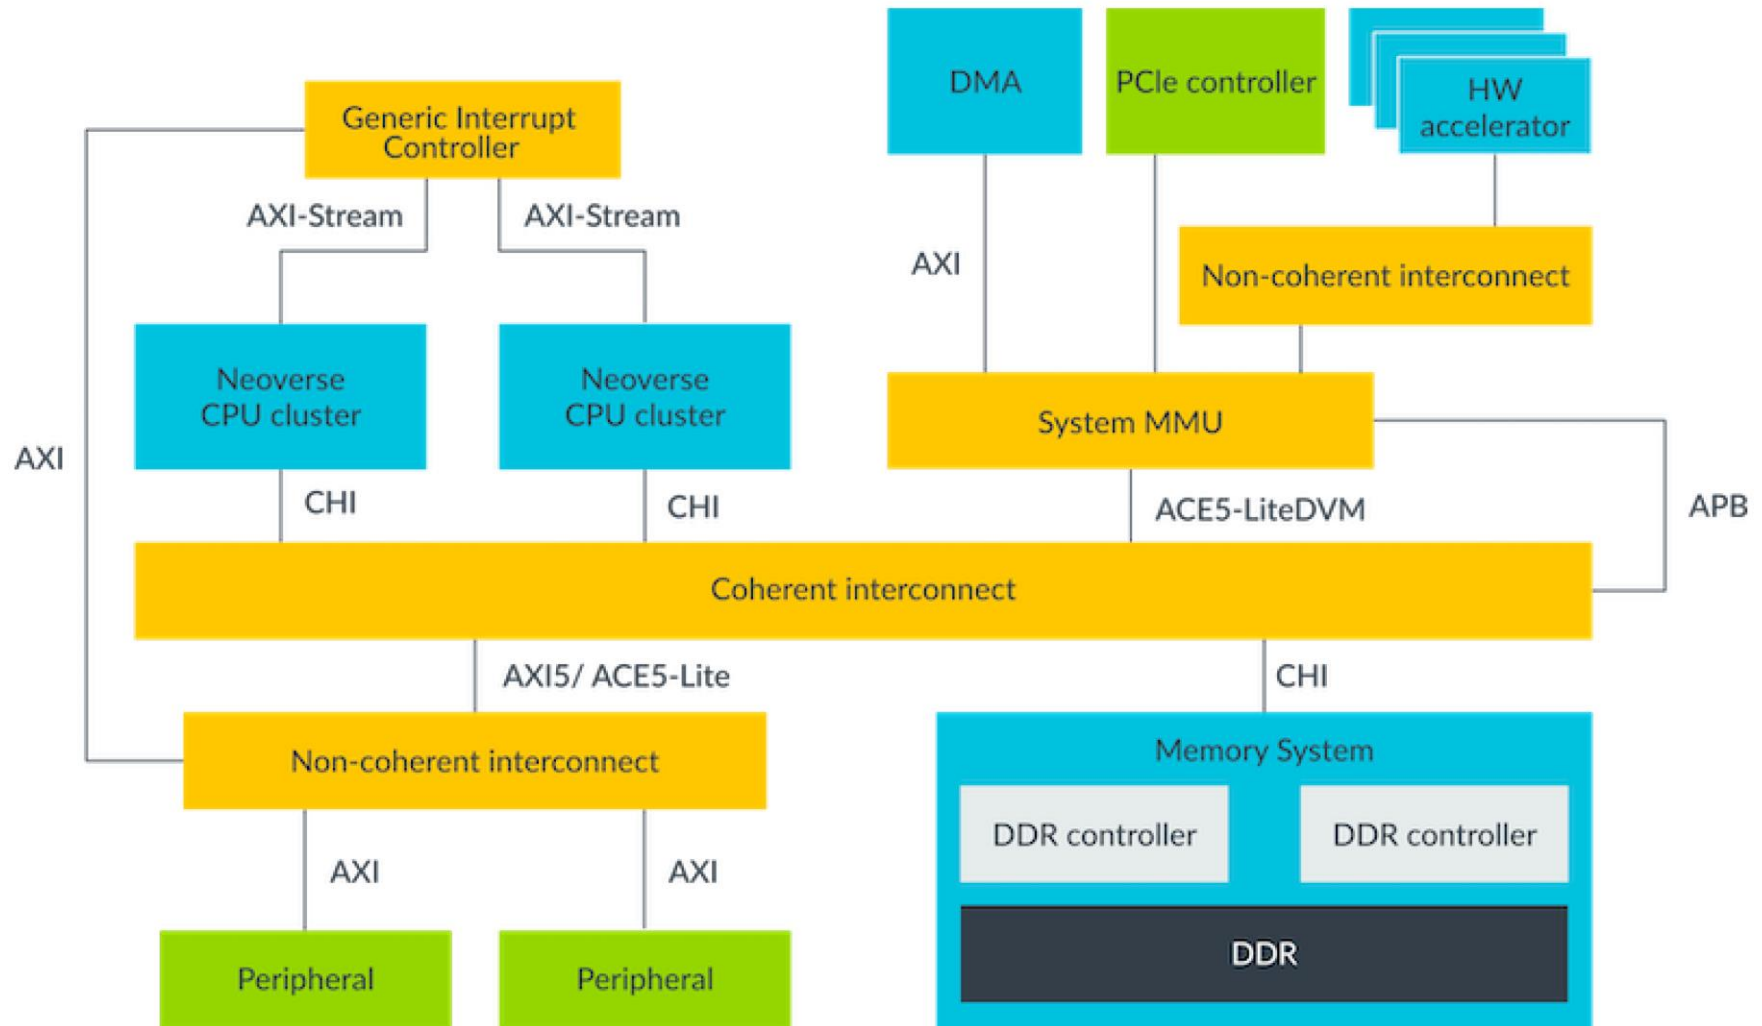 DMA
PCIe controller
HW
accelerator
Generic Interrupt
Controller
AXI-Stream
AXI-Stream
AXI
Non-coherent interconnect
Neoverse
CPU cluster
Neoverse
CPU cluster
System MMU
AXI
CHI
CHI
ACE5-LiteDVM
APB
Coherent interconnect
AXI5/ ACE5-Lite
CHI
Non-coherent interconnect
Memory System
DDR controller
DDR controller
AXI
AXI
DDR
Peripheral
Peripheral